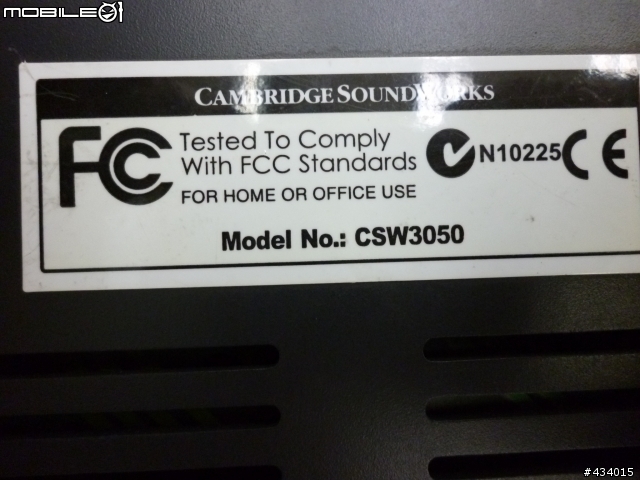 MOBILE01
CAMBRIDGE SOUNDWORKS
FC Tested To Comply
With FCC Standards
FOR HOME OR OFFICE USE
N10225 CE
Model No.: CSW3050
#434015